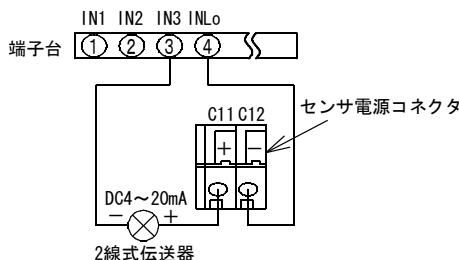 IN1 IN2 IN3 INLo
端子台 1 2 3 4
C11 C12
センサ電源コネクタ
+ −
DC4～20mA
− +
2線式伝送器